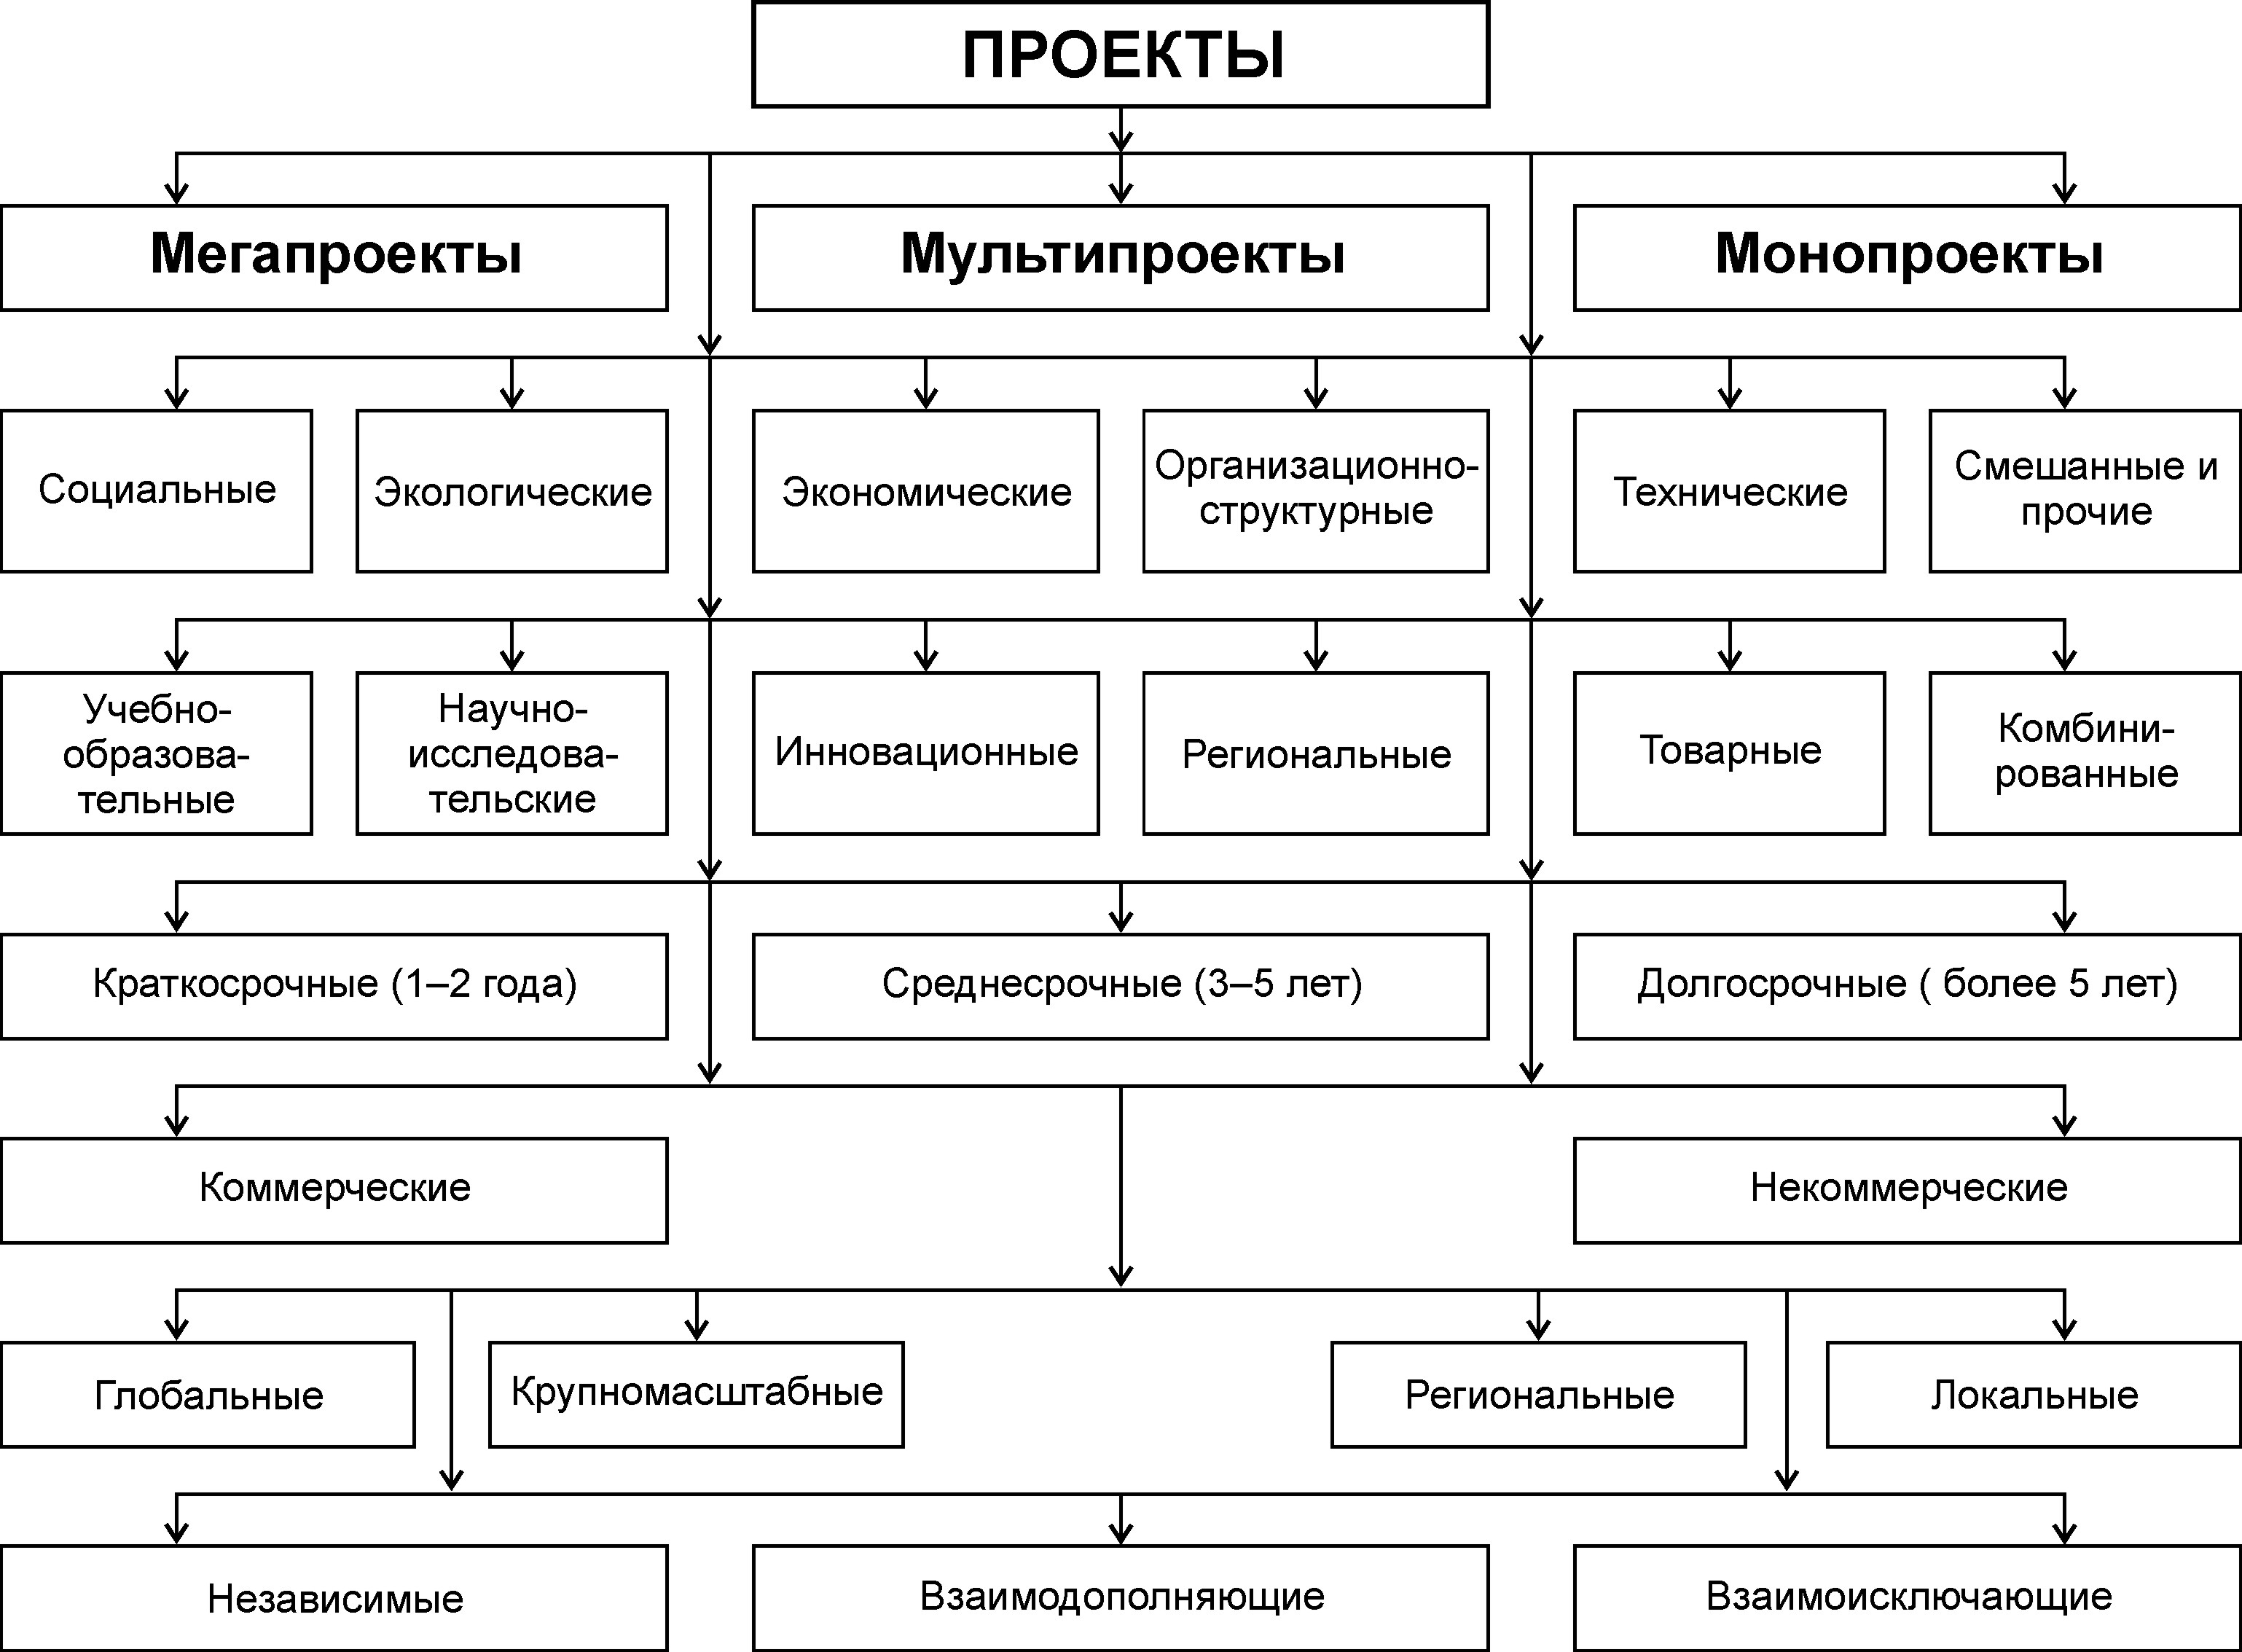 ПРОЕКТЫ
Мегапроекты
Мультипроекты
Монопроекты
Социальные
Экологические
Экономические
Организационно-
структурные
Технические
Смешанные и
прочие
Учебно-
образова-
тельные
Научно-
исследова-
тельские
Инновационные
Региональные
Товарные
Комбини-
рованные
Краткосрочные (1–2 года)
Среднесрочные (3–5 лет)
Долгосрочные ( более 5 лет)
Коммерческие
Некоммерческие
Глобальные
Крупномасштабные
Региональные
Локальные
Независимые
Взаимодополняющие
Взаимоисключающие